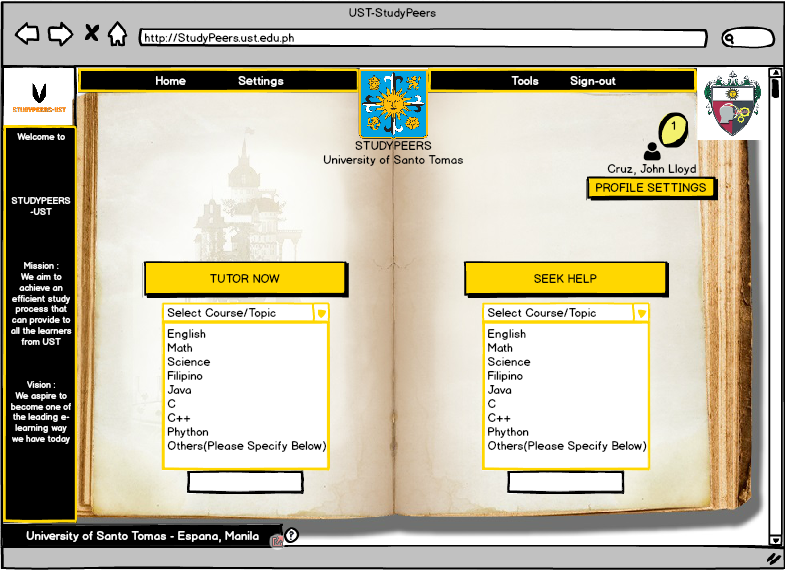 UST-StudyPeers
http://StudyPeers.ust.edu.ph
Home Settings Tools Sign-out
STUDYPEERS-UST
Welcome to
STUDYPEERS
-UST
Mission :
We aim to
achieve an
efficient study
process that
can provide to
all the learners
from UST
Vision :
We aspire to
become one of
the leading e-
learning way
we have today
STUDYPEERS
University of Santo Tomas
1
Cruz, John Lloyd
PROFILE SETTINGS
TUTOR NOW
Select Course/Topic
English
Math
Science
Filipino
Java
C
C++
Phython
Others(Please Specify Below)
SEEK HELP
Select Course/Topic
English
Math
Science
Filipino
Java
C
C++
Phython
Others(Please Specify Below)
University of Santo Tomas - Espana, Manila
?